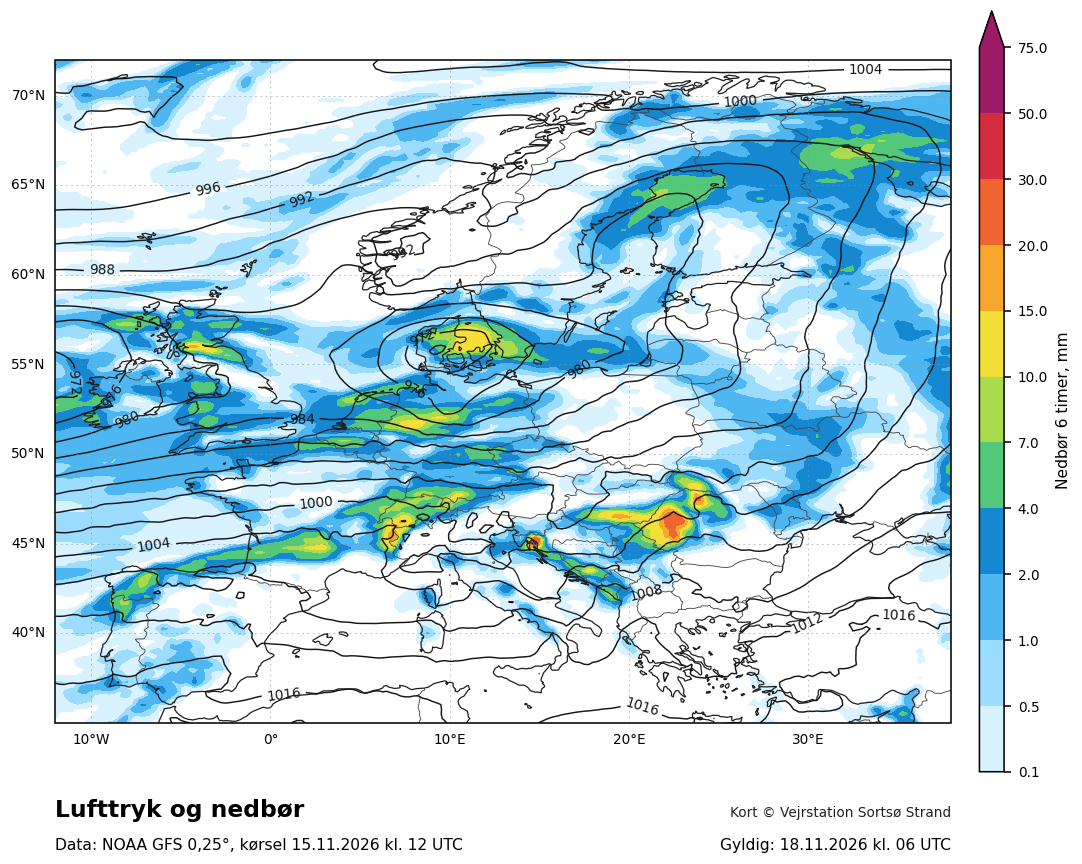 75.0
50.0
30.0
20.0
15.0
10.0
7.0
4.0
2.0
1.0
0.5
0.1
Nedbør 6 timer, mm
70°N
65°N
60°N
55°N
50°N
45°N
40°N
10°W
0°
10°E
20°E
30°E
1004
1000
996
992
992
988
972
976
980
972
976
980
984
1000
1004
1008
1012
1016
1016
1016
Lufttryk og nedbør
Kort © Vejrstation Sortsø Strand
Data: NOAA GFS 0,25°, kørsel 15.11.2026 kl. 12 UTC
Gyldig: 18.11.2026 kl. 06 UTC